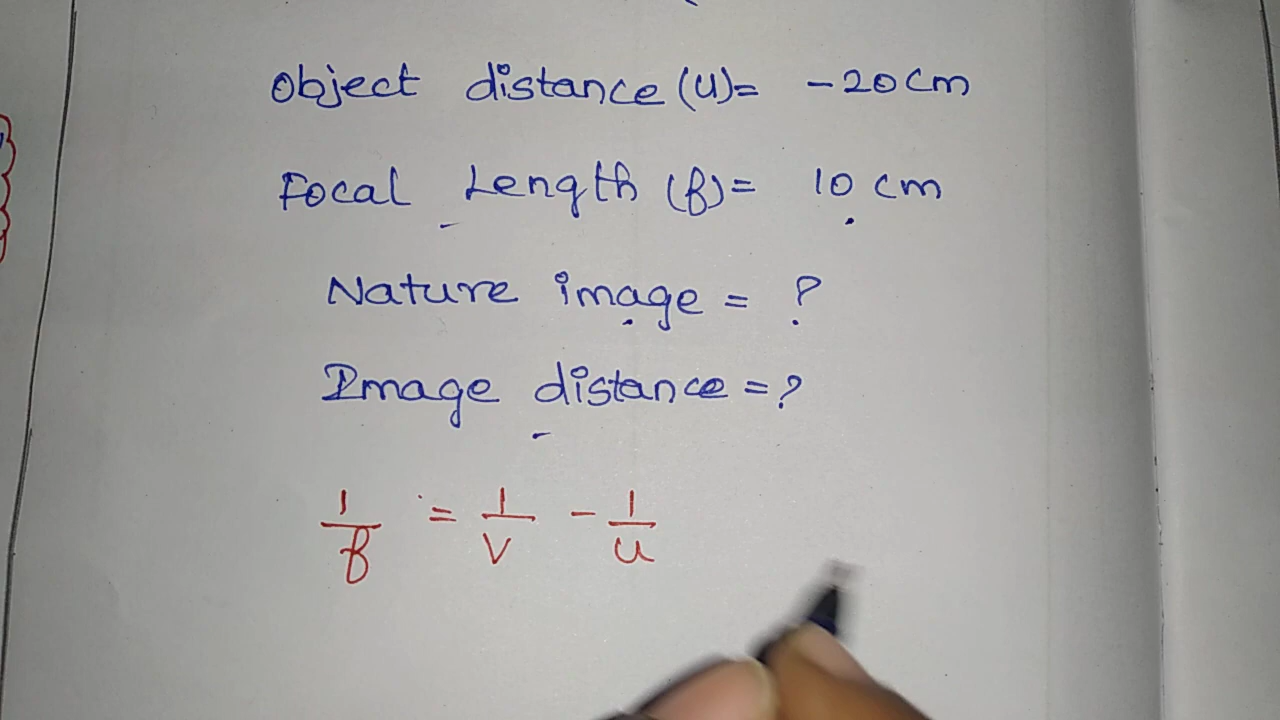 Object distance (u)= -20 cm
Focal Length (f)= 10 cm
Nature image = ?
Image distance = ?
1/f = 1/v - 1/u